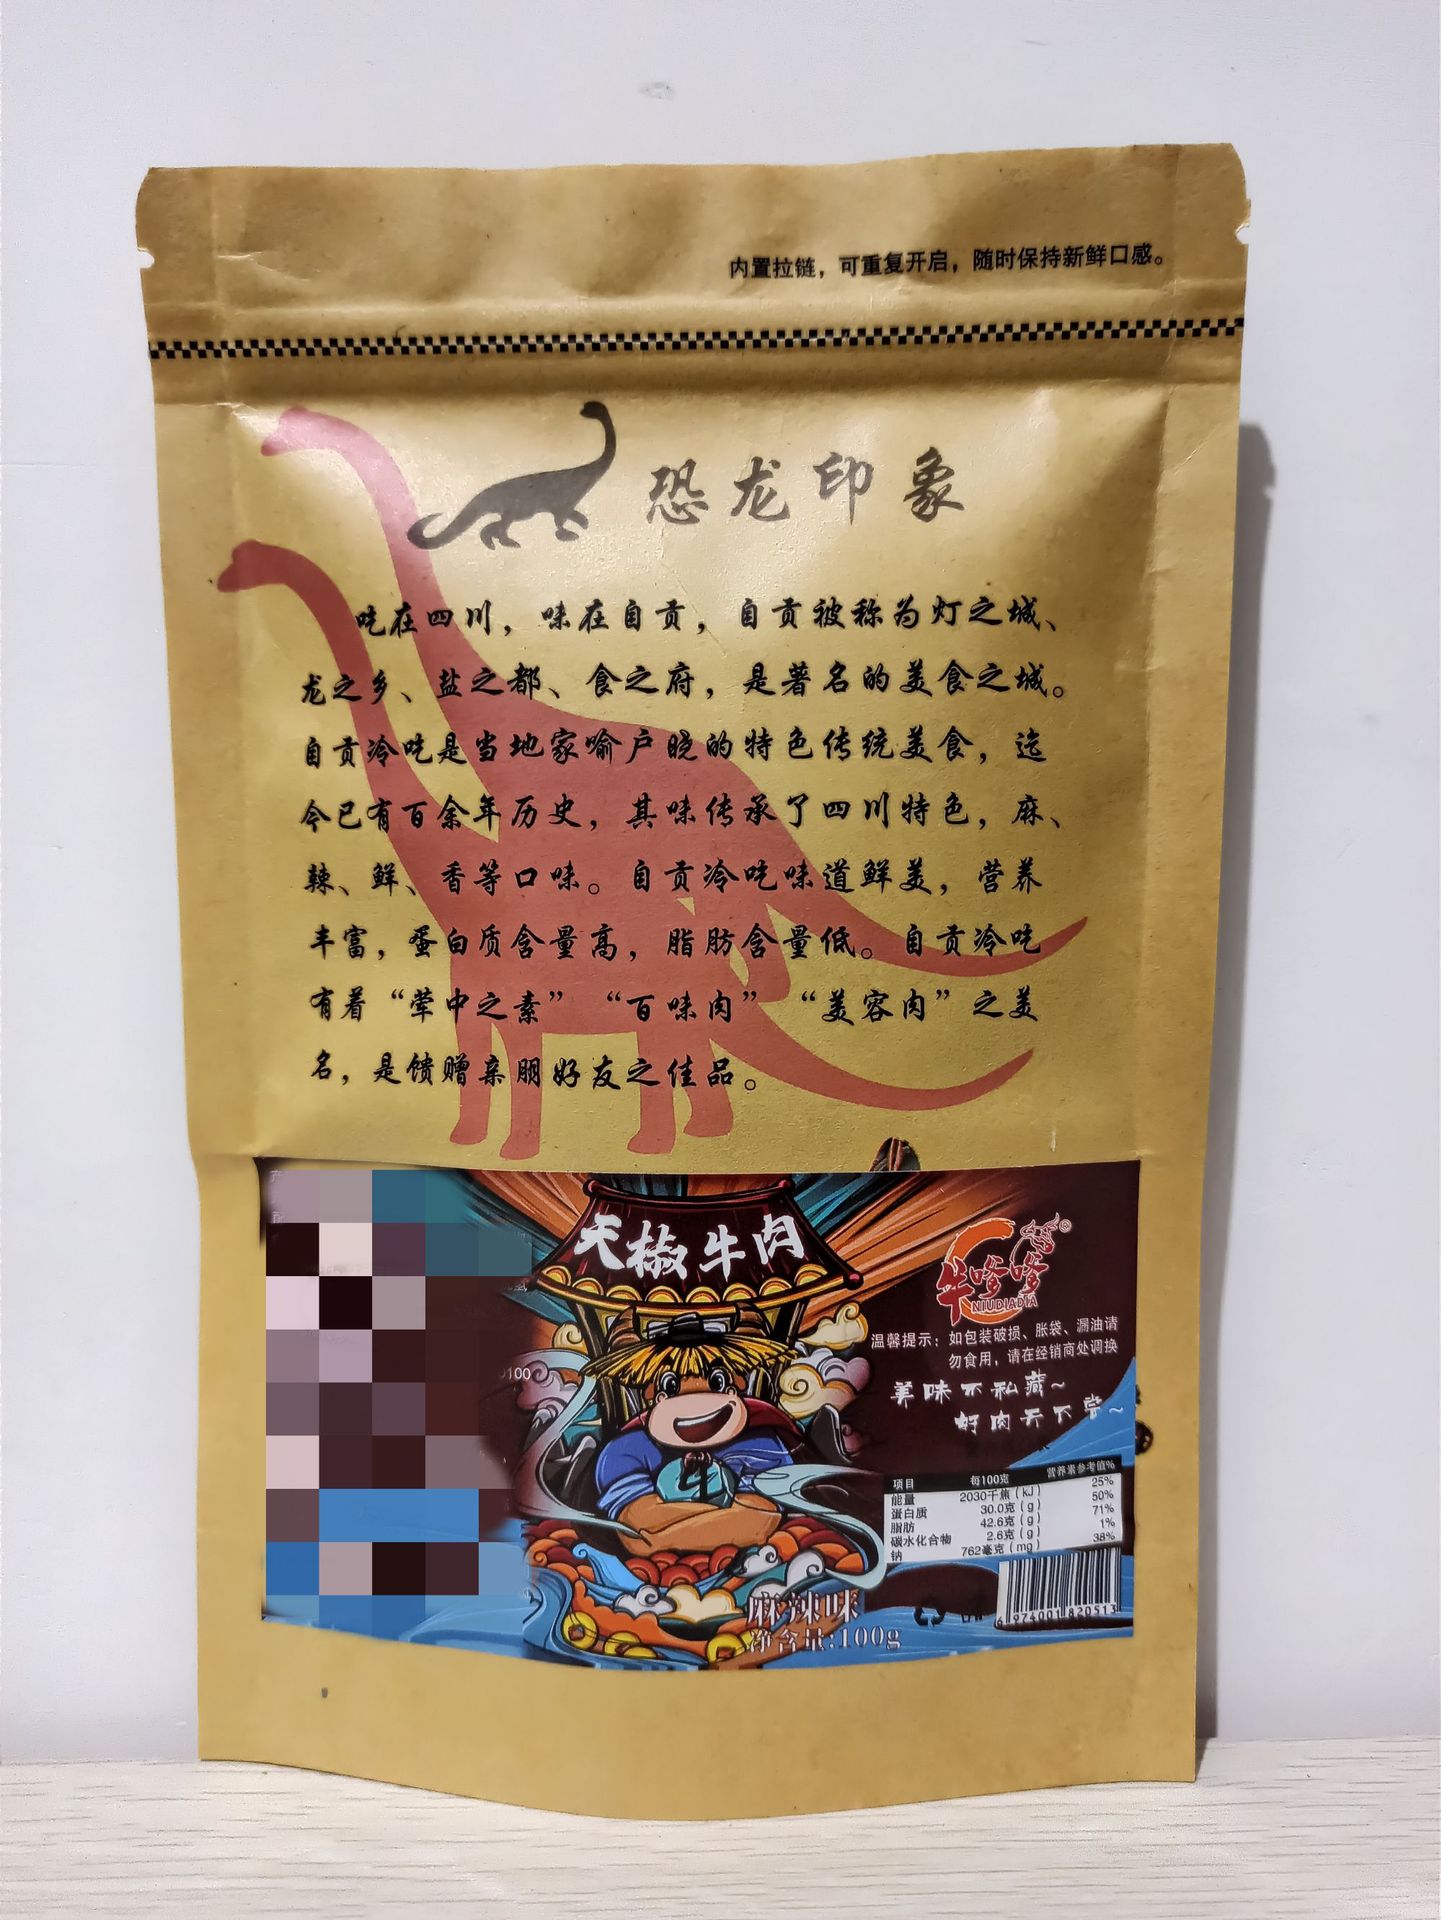 内置拉链，可重复开启，随时保持新鲜口感。
恐龙印象
吃在四川，味在自贡，自贡被称为灯之城、
龙之乡、盐之都、食之府，是著名的美食之城。
自贡冷吃是当地家喻户晓的特色传统美食，迄
今已有百余年历史，其味传承了四川特色，麻、
辣、鲜、香等口味。自贡冷吃味道鲜美，营养
丰富，蛋白质含量高，脂肪含量低。自贡冷吃
有着“荤中之素”“百味肉”“美容肉”之美
名，是馈赠亲朋好友之佳品。
天椒牛肉
牛嗲嗲
NIUDIADIA
温馨提示：如包装破损、胀袋、漏油请
勿食用，请在经销商处调换
美味不私藏~
好肉天下尝~
0100
牛
项目 每100克 营养素参考值%
能量 2030千焦(kJ) 25%
蛋白质 30.0克(g) 50%
脂肪 42.6克(g) 71%
碳水化合物 2.6克(g) 1%
钠 762毫克(mg) 38%
麻辣味
净含量:100g
6974001820513